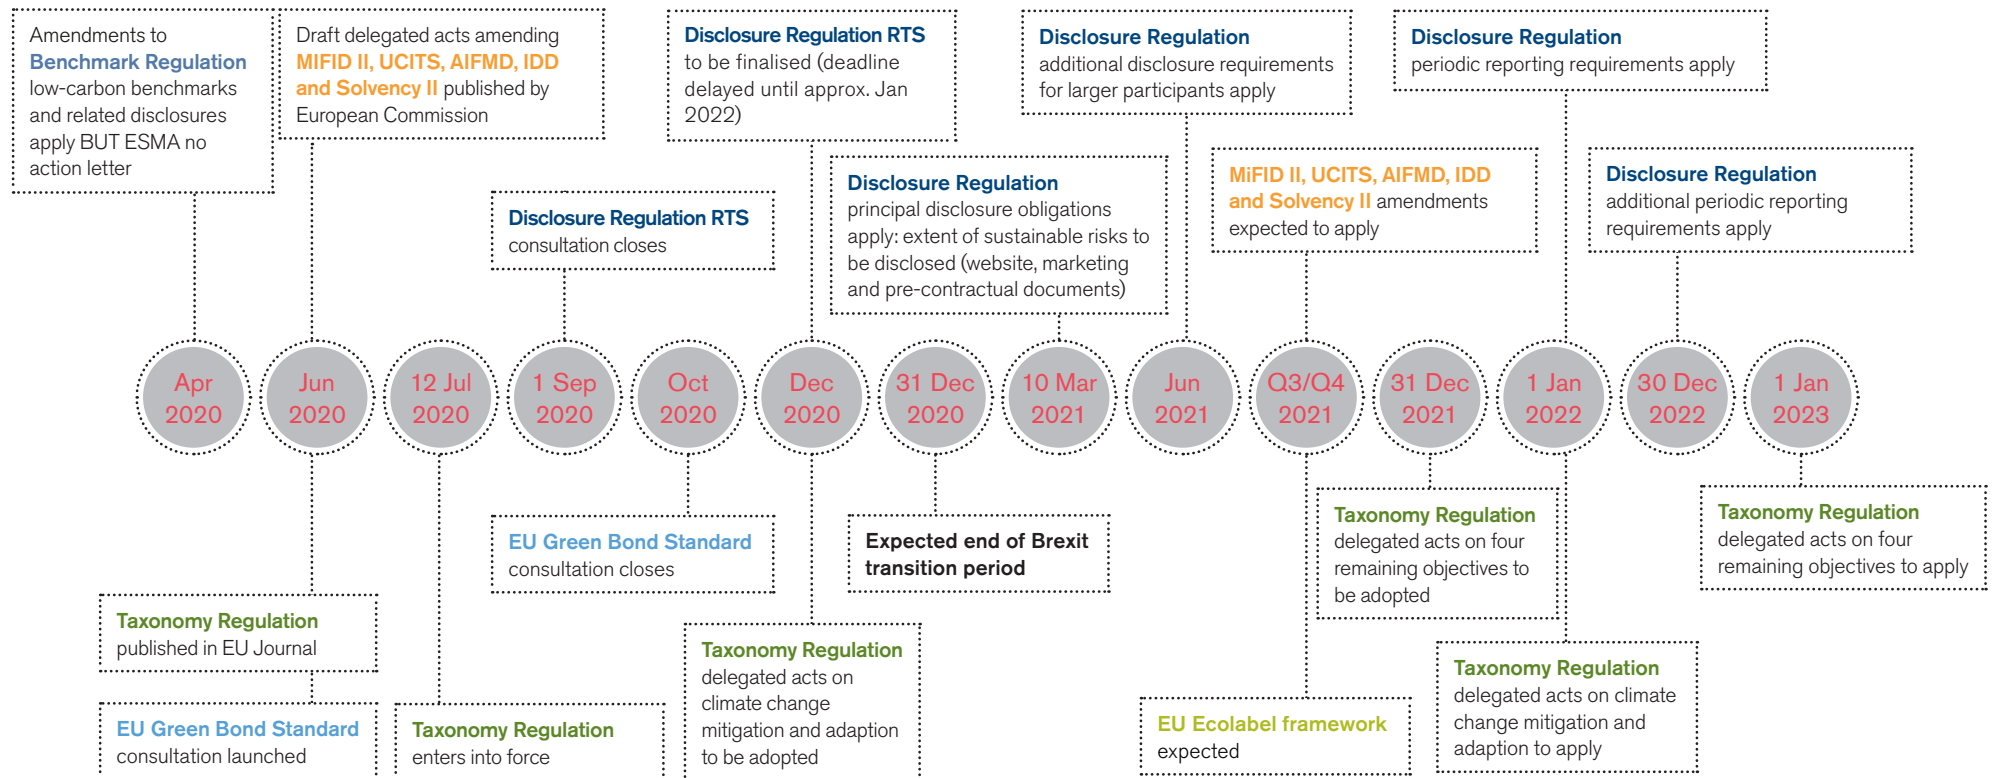 Amendments to
Benchmark Regulation
low-carbon benchmarks
and related disclosures
apply BUT ESMA no
action letter
Draft delegated acts amending
MIFID II, UCITS, AIFMD, IDD
and Solvency II published by
European Commission
Disclosure Regulation RTS
consultation closes
Disclosure Regulation RTS
to be finalised (deadline
delayed until approx. Jan
2022)
Disclosure Regulation
principal disclosure obligations
apply: extent of sustainable risks to
be disclosed (website, marketing
and pre-contractual documents)
Disclosure Regulation
additional disclosure requirements
for larger participants apply
MiFID II, UCITS, AIFMD, IDD
and Solvency II amendments
expected to apply
Disclosure Regulation
periodic reporting requirements apply
Disclosure Regulation
additional periodic reporting
requirements apply
Apr
2020
Jun
2020
12 Jul
2020
1 Sep
2020
Oct
2020
Dec
2020
31 Dec
2020
10 Mar
2021
Jun
2021
Q3/Q4
2021
31 Dec
2021
1 Jan
2022
30 Dec
2022
1 Jan
2023
Taxonomy Regulation
published in EU Journal
EU Green Bond Standard
consultation launched
Taxonomy Regulation
enters into force
EU Green Bond Standard
consultation closes
Taxonomy Regulation
delegated acts on
climate change
mitigation and adaption
to be adopted
Expected end of Brexit
transition period
EU Ecolabel framework
expected
Taxonomy Regulation
delegated acts on four
remaining objectives to
be adopted
Taxonomy Regulation
delegated acts on climate
change mitigation and
adaption to apply
Taxonomy Regulation
delegated acts on four
remaining objectives to apply